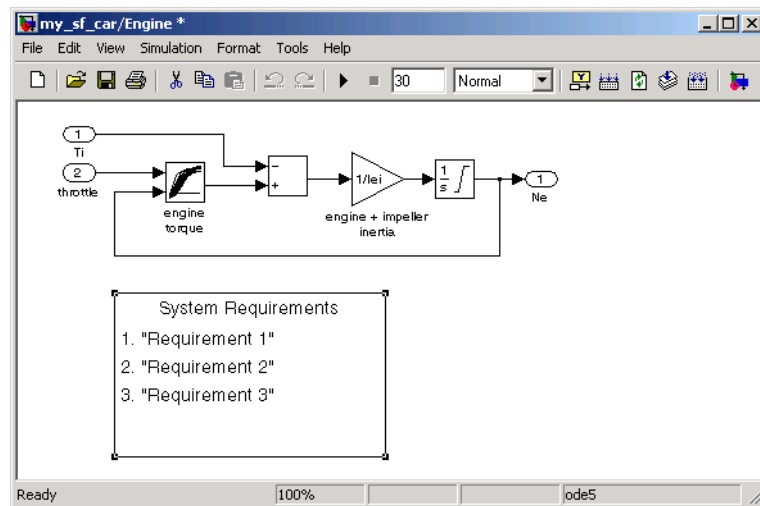 my_sf_car/Engine *
File Edit View Simulation Format Tools Help
30 Normal
1
Ti
2
throttle
engine
torque
−
+
1/Iei
engine + impeller
inertia
1
s
1
Ne
System Requirements
1. "Requirement 1"
2. "Requirement 2"
3. "Requirement 3"
Ready 100% ode5